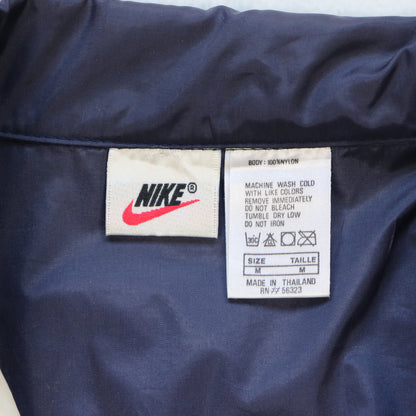 NIKE®
BODY: 100%NYLON
MACHINE WASH COLD
WITH LIKE COLORS
REMOVE IMMEDIATELY
DO NOT BLEACH
TUMBLE DRY LOW
DO NOT IRON
SIZE TAILLE
M M
MADE IN THAILAND
RN# 56323